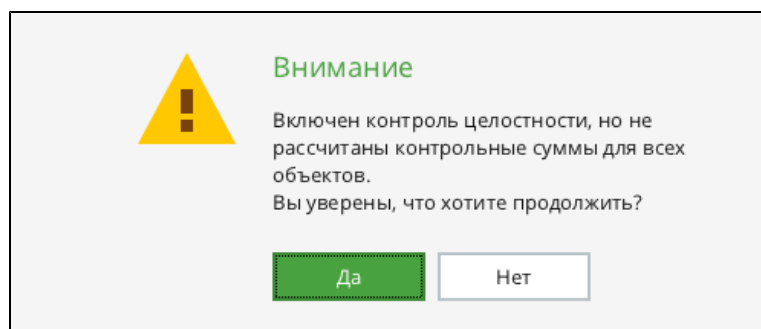 Внимание
Включен контроль целостности, но не
рассчитаны контрольные суммы для всех
объектов.
Вы уверены, что хотите продолжить?
Да
Нет